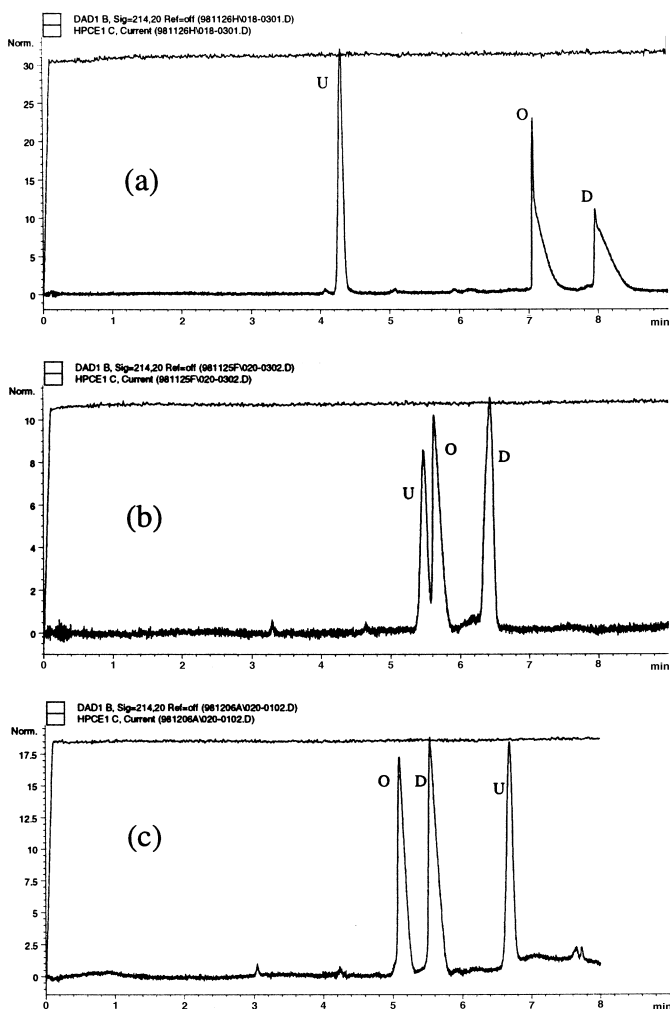 DAD1 B, Sig=214,20 Ref=off (981126H\018-0301.D)
HPCE1 C, Current (981126H\018-0301.D)
Norm.
30
25
20
15
10
5
0
U
O
D
(a)
0 1 2 3 4 5 6 7 8 min
DAD1 B, Sig=214,20 Ref=off (981125F\020-0302.D)
HPCE1 C, Current (981125F\020-0302.D)
Norm.
10
8
6
4
2
0
U
O
D
(b)
0 1 2 3 4 5 6 7 8 min
DAD1 B, Sig=214,20 Ref=off (981206A\020-0102.D)
HPCE1 C, Current (981206A\020-0102.D)
Norm.
17.5
15
12.5
10
7.5
5
2.5
0
O
D
U
(c)
0 1 2 3 4 5 6 7 8 min